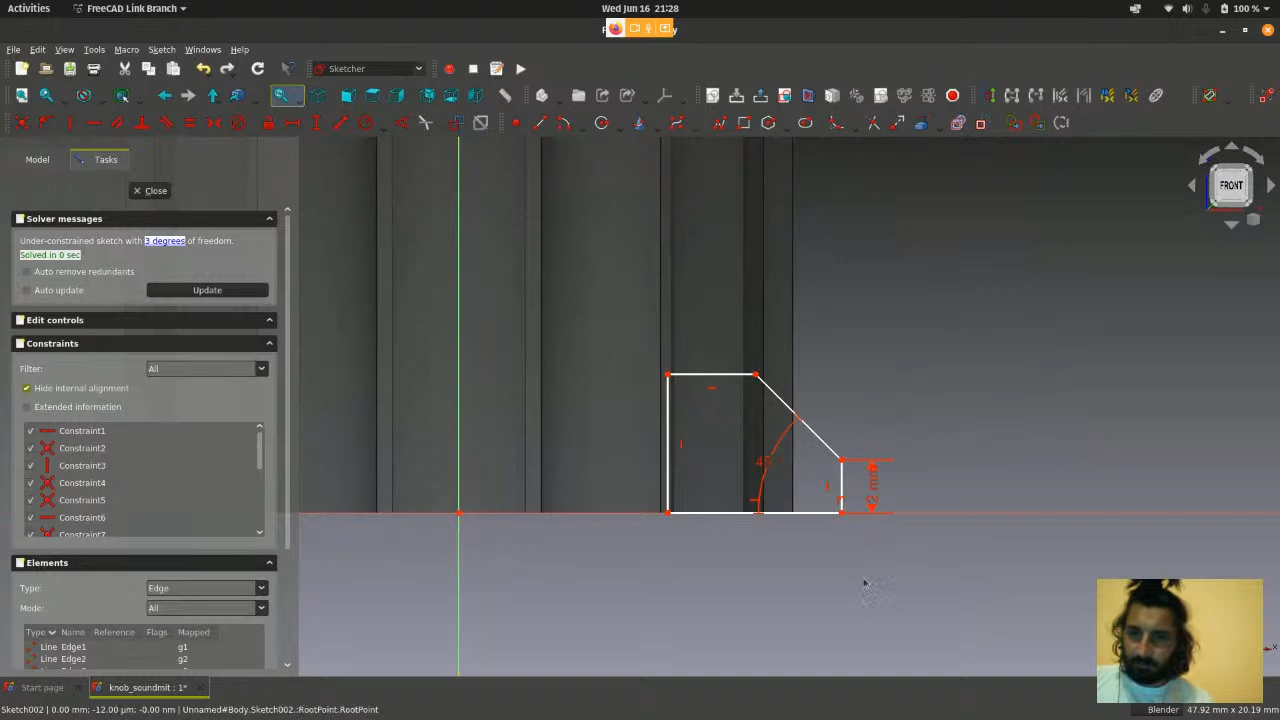 Activities
FreeCAD Link Branch
Wed Jun 16 21:28
100 %
File Edit View Tools Macro Sketch Windows Help
Sketcher
Model
Tasks
Close
FRONT
Solver messages
Under-constrained sketch with 3 degrees of freedom.
Solved in 0 sec
Auto remove redundants
Auto update
Update
Edit controls
Constraints
Filter:
All
Hide internal alignment
Extended information
Constraint1
Constraint2
Constraint3
Constraint4
Constraint5
Constraint6
Constraint7
45
2 mm
Elements
Type:
Edge
Mode:
All
Type Name Reference Flags Mapped
Line Edge1 g1
Line Edge2 g2
Start page
knob_soundmit : 1*
Sketch002 | 0.00 mm, -12.00 μm, -0.00 nm | Unnamed#Body.Sketch002.:RootPoint.RootPoint
Blender
47.92 mm x 20.19 mm